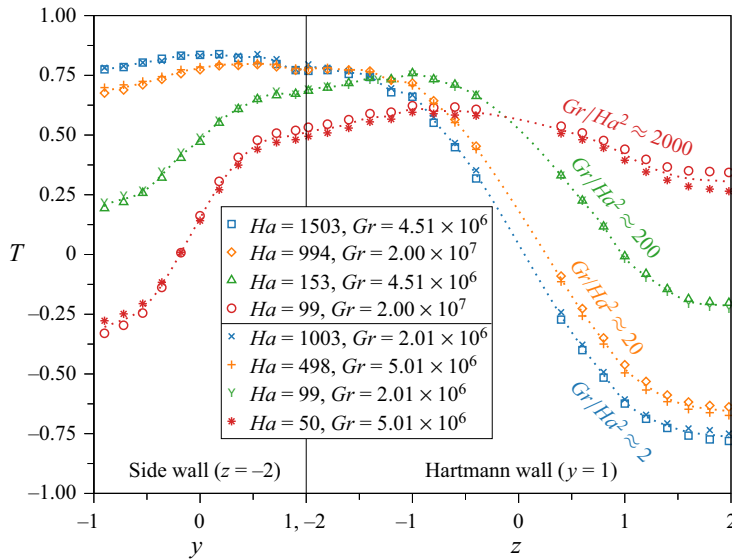 1.00
0.75
0.50
0.25
T
0
−0.25
−0.50
−0.75
−1.00
Gr/Ha² ≈ 2000
Gr/Ha² ≈ 200
Gr/Ha² ≈ 20
Gr/Ha² ≈ 2
Ha = 1503, Gr = 4.51 × 10⁶
Ha = 994, Gr = 2.00 × 10⁷
Ha = 153, Gr = 4.51 × 10⁶
Ha = 99, Gr = 2.00 × 10⁷
Ha = 1003, Gr = 2.01 × 10⁶
Ha = 498, Gr = 5.01 × 10⁶
Ha = 99, Gr = 2.01 × 10⁶
Ha = 50, Gr = 5.01 × 10⁶
Side wall (z = –2) Hartmann wall (y = 1)
−1 0 1, −2 −1 0 1 2
y z